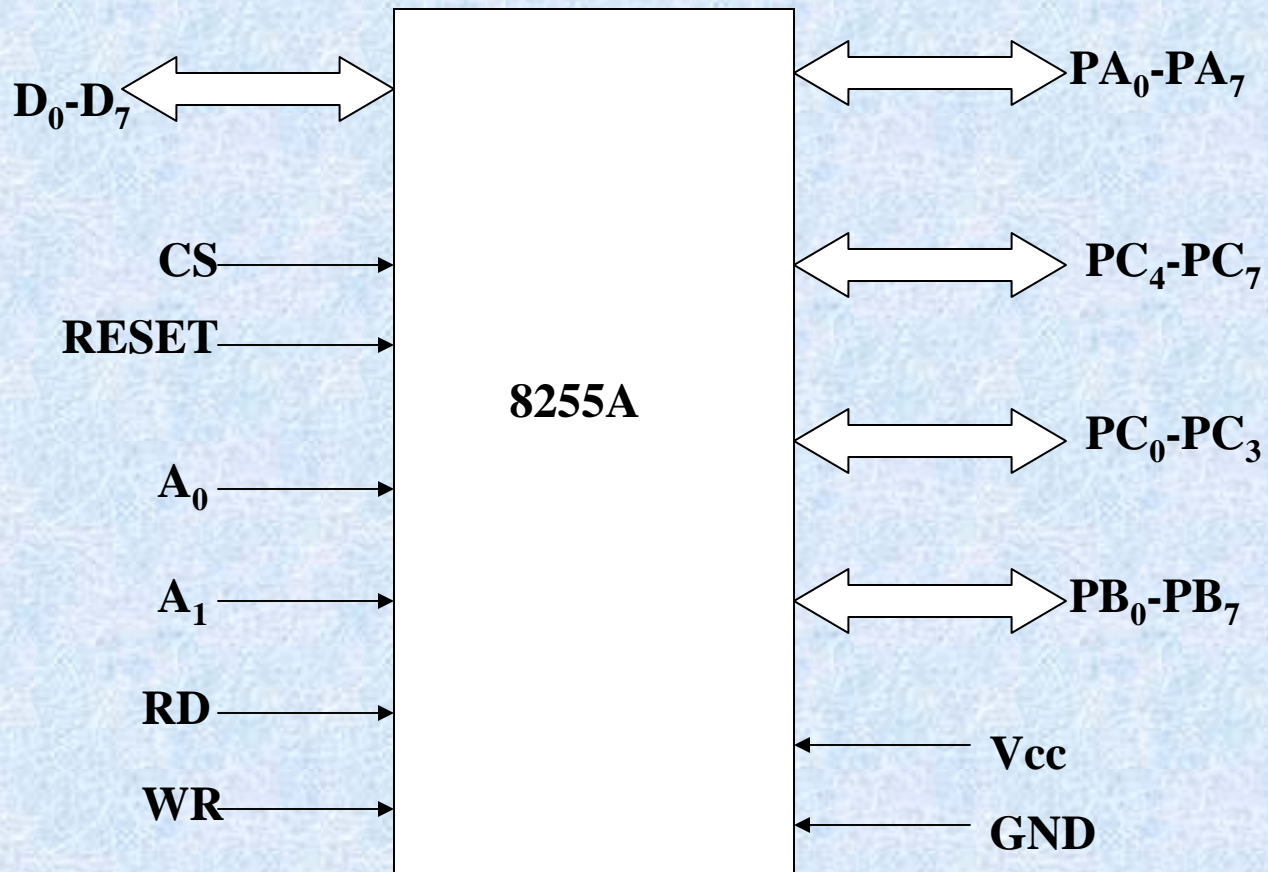 D₀-D₇
CS
RESET
A₀
A₁
RD
WR
8255A
PA₀-PA₇
PC₄-PC₇
PC₀-PC₃
PB₀-PB₇
Vcc
GND